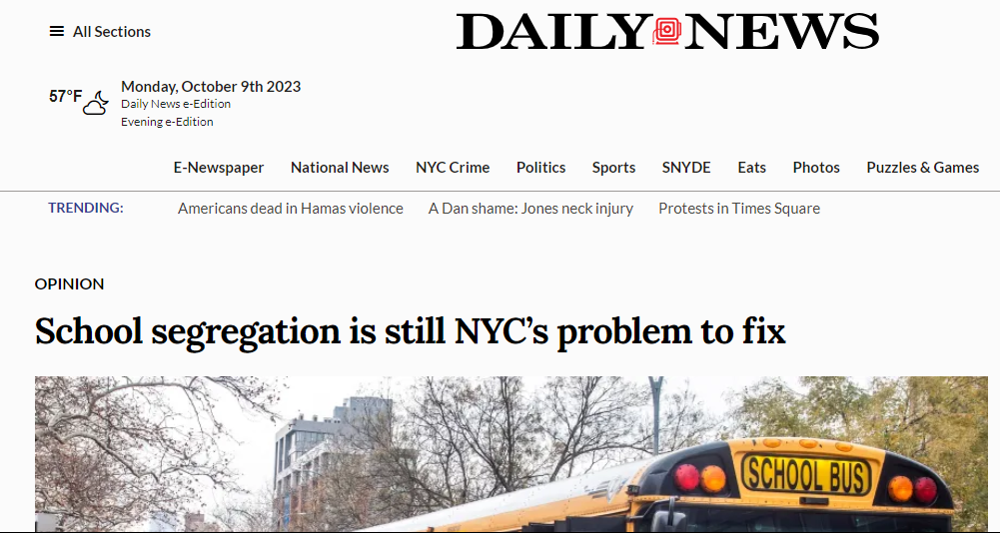 All Sections
DAILY NEWS
57°F
Monday, October 9th 2023
Daily News e-Edition
Evening e-Edition
E-Newspaper National News NYC Crime Politics Sports SNYDE Eats Photos Puzzles & Games
TRENDING: Americans dead in Hamas violence A Dan shame: Jones neck injury Protests in Times Square
OPINION
School segregation is still NYC’s problem to fix
SCHOOL BUS